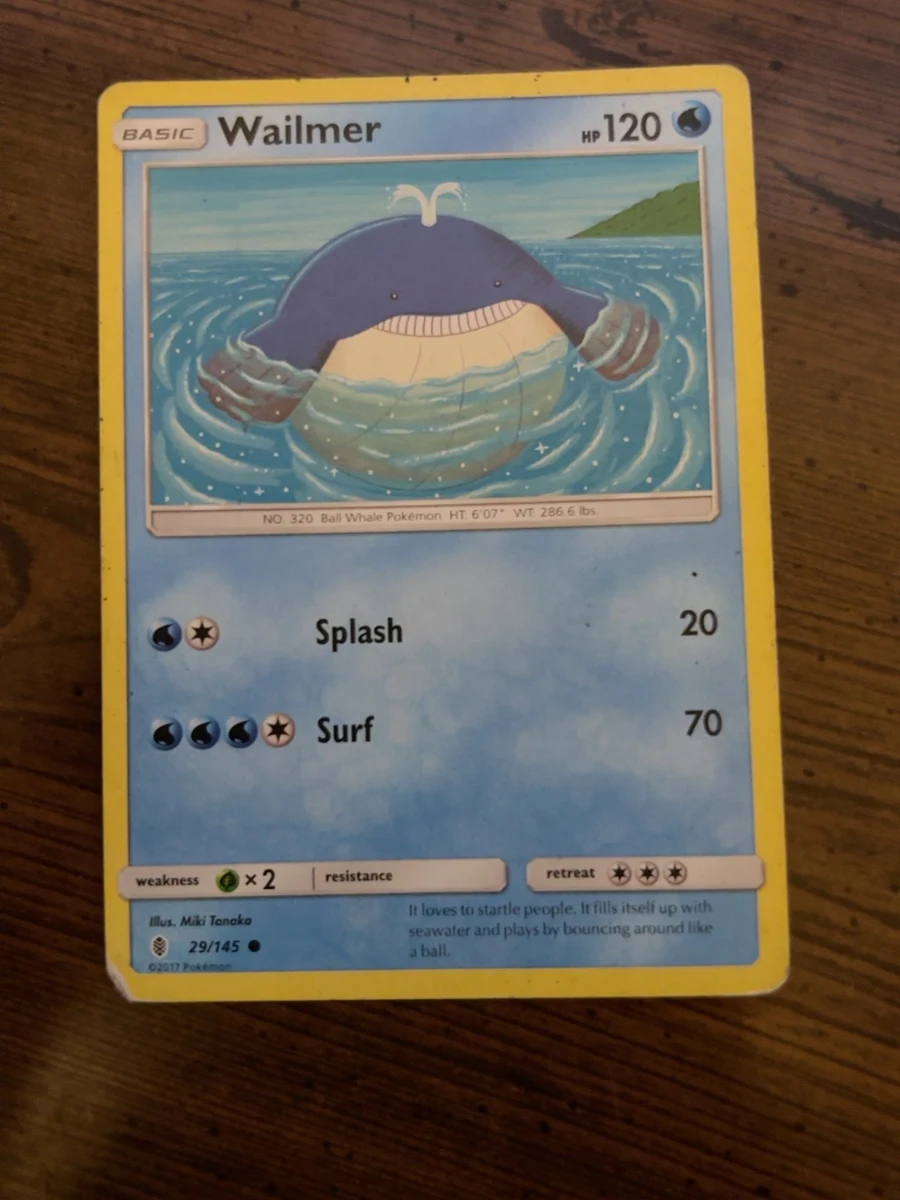 BASIC Wailmer HP 120
NO. 320 Ball Whale Pokémon HT: 6'07" WT: 286.6 lbs.
Splash 20
Surf 70
weakness ×2 resistance retreat
Illus. Miki Tanaka
29/145
©2017 Pokémon
It loves to startle people. It fills itself up with
seawater and plays by bouncing around like
a ball.